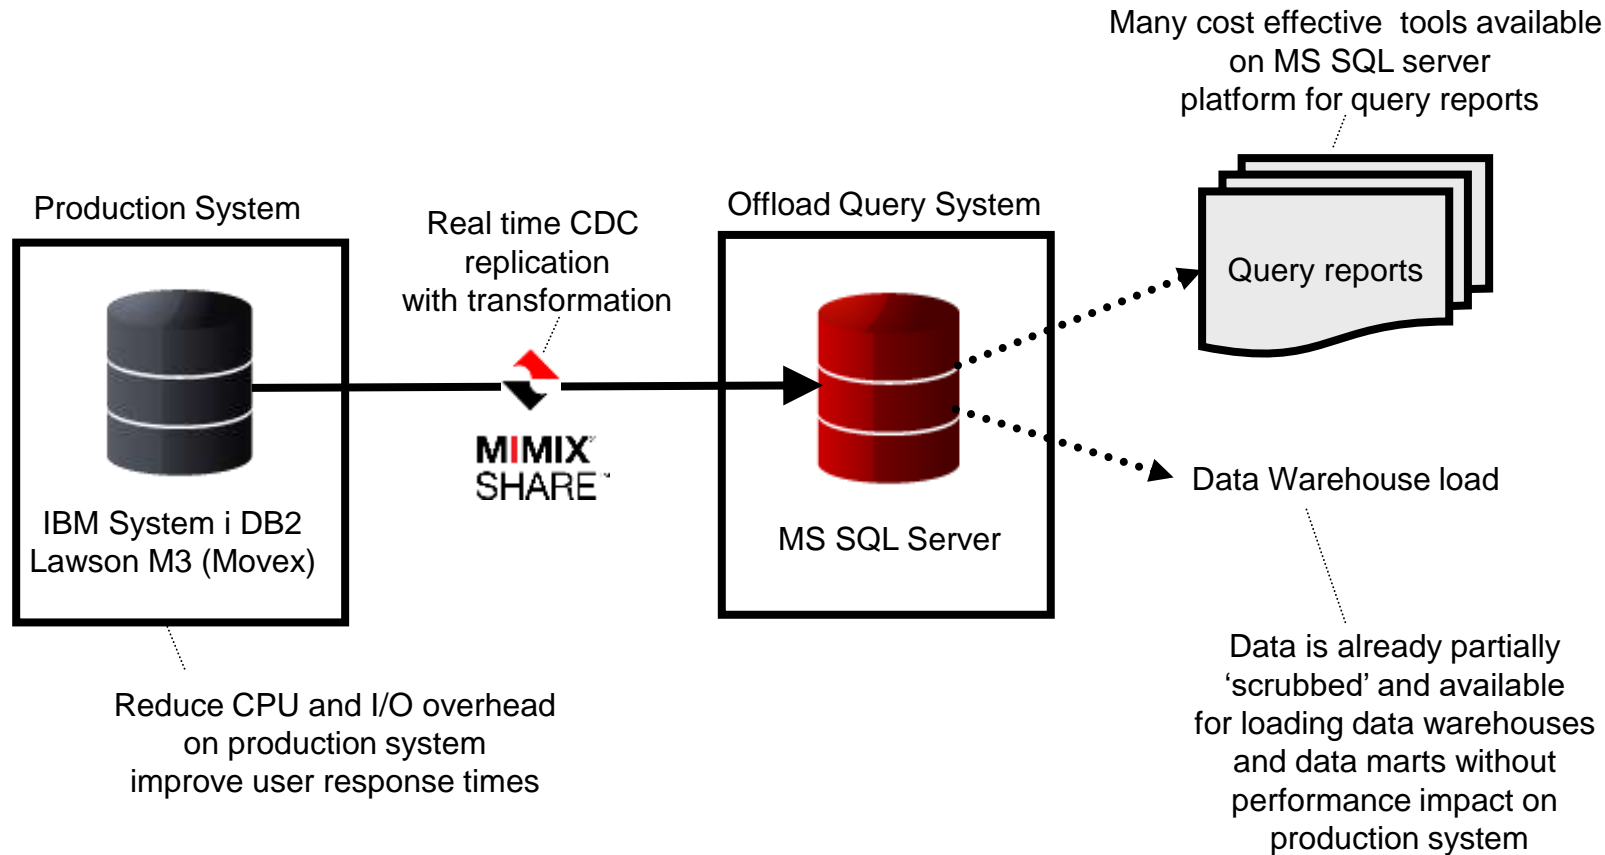 Many cost effective  tools available
on MS SQL server
platform for query reports
Production System
Real time CDC
replication
with transformation
Offload Query System
Query reports
MIMIX™
SHARE™
IBM System i DB2
Lawson M3 (Movex)
MS SQL Server
Data Warehouse load
Reduce CPU and I/O overhead
on production system
improve user response times
Data is already partially
‘scrubbed’ and available
for loading data warehouses
and data marts without
performance impact on
production system